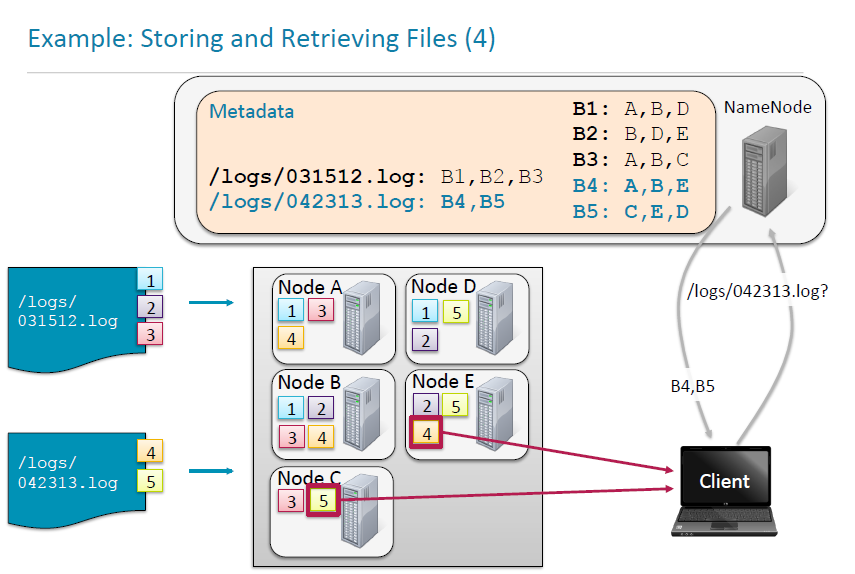 Example: Storing and Retrieving Files (4)
Metadata
/logs/031512.log: B1,B2,B3
/logs/042313.log: B4,B5
B1: A,B,D
B2: B,D,E
B3: A,B,C
B4: A,B,E
B5: C,E,D
NameNode
/logs/
031512.log
1
2
3
/logs/
042313.log
4
5
Node A
1 3
4
Node D
1 5
2
Node B
1 2
3 4
Node E
2 5
4
Node C
3 5
/logs/042313.log?
B4,B5
Client